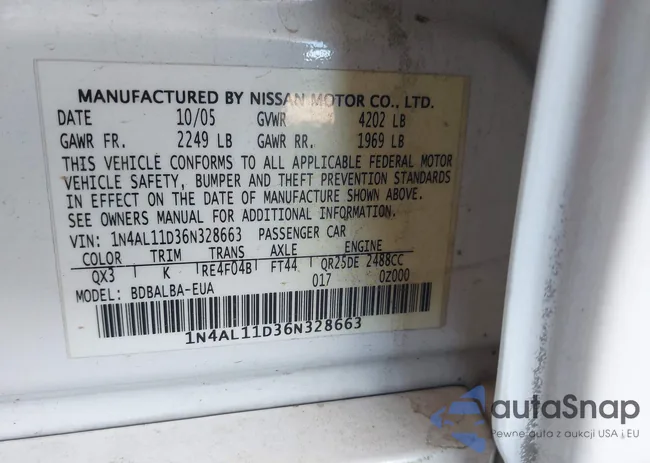 MANUFACTURED BY NISSAN MOTOR CO., LTD.
DATE 10/05 GVWR 4202 LB
GAWR FR. 2249 LB GAWR RR. 1969 LB
THIS VEHICLE CONFORMS TO ALL APPLICABLE FEDERAL MOTOR
VEHICLE SAFETY, BUMPER AND THEFT PREVENTION STANDARDS
IN EFFECT ON THE DATE OF MANUFACTURE SHOWN ABOVE.
SEE OWNERS MANUAL FOR ADDITIONAL INFORMATION.
VIN: 1N4AL11D36N328663 PASSENGER CAR
COLOR TRIM TRANS AXLE ENGINE
QX3 K RE4F04B FT44 QR25DE 2488CC
MODEL: BDBALBA-EUA 017 0Z000
1N4AL11D36N328663
autaSnap
Pewne auta z aukcji USA i EU